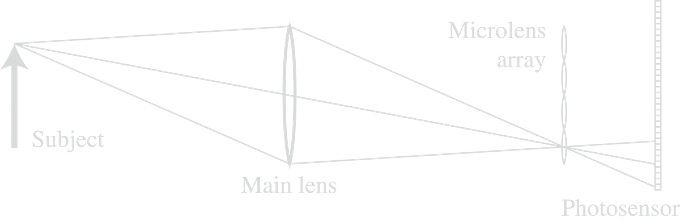 Microlens
array
Subject
Main lens
Photosensor